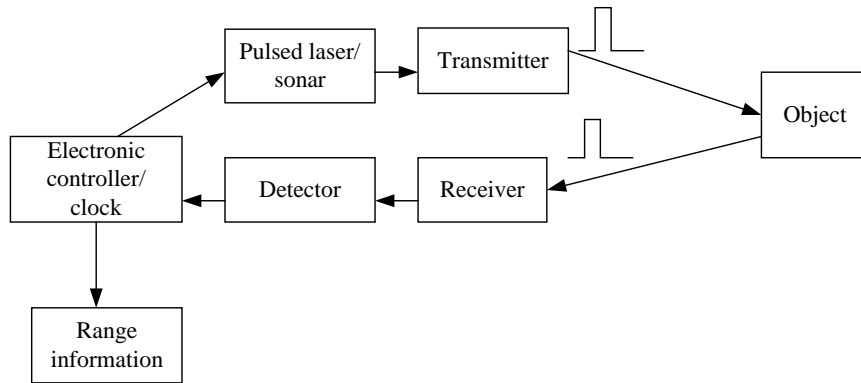 Pulsed laser/
sonar
Transmitter
Object
Electronic
controller/
clock
Detector
Receiver
Range
information